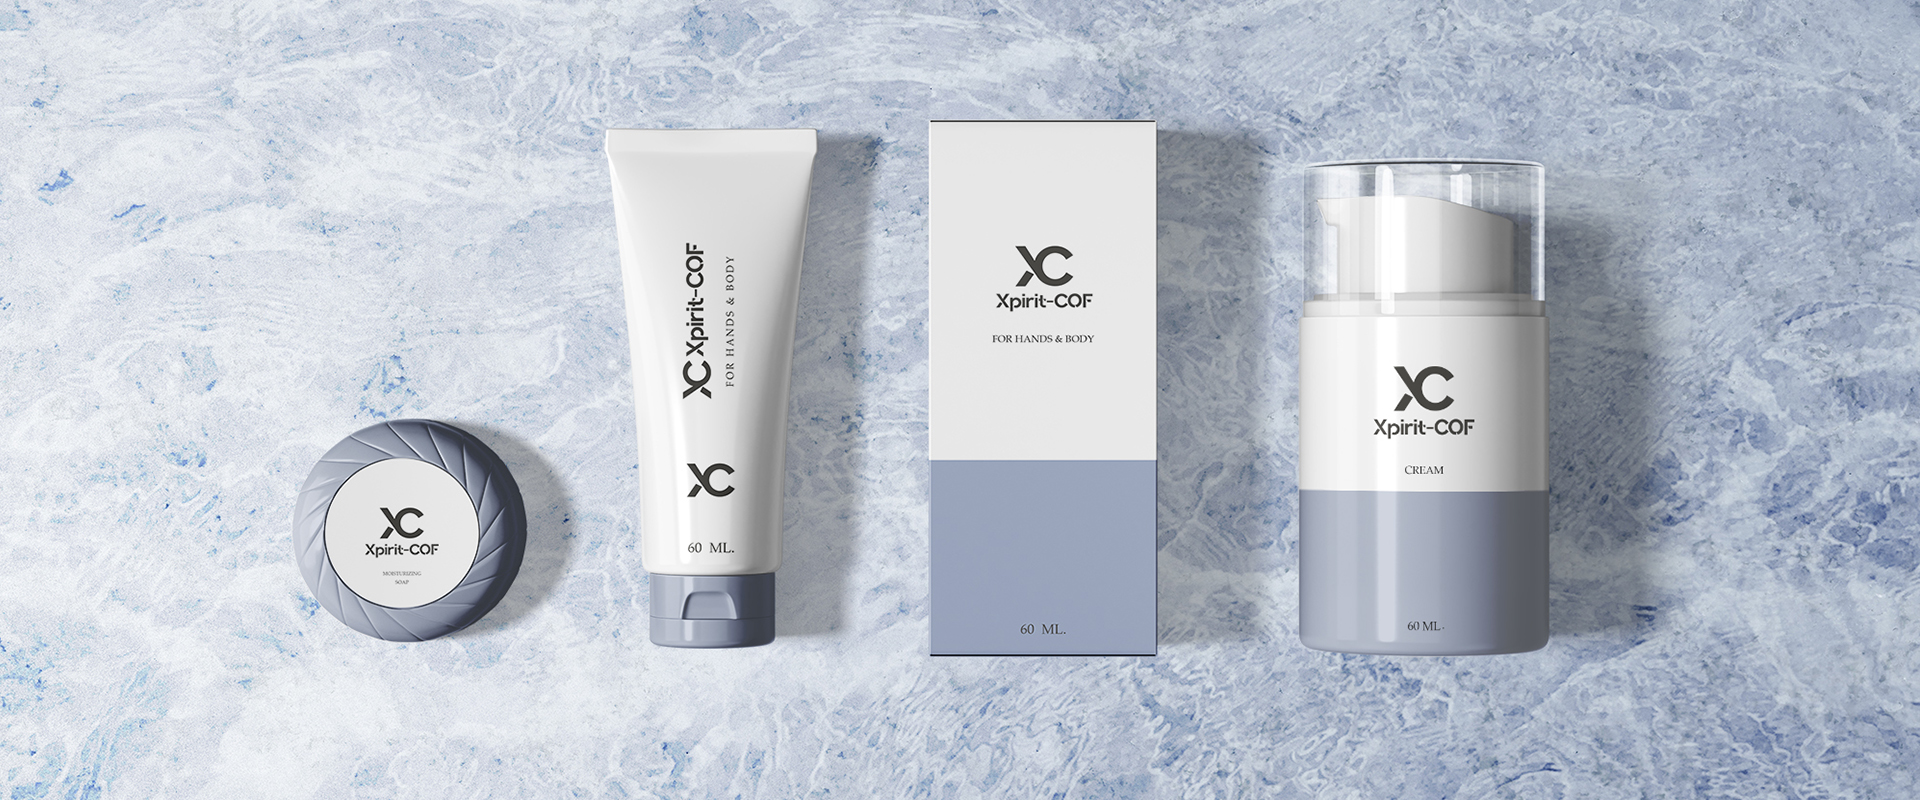 XC
Xpirit-COF
MOISTURIZING
SOAP
XC Xpirit-COF
FOR HANDS & BODY
XC
60 ML.
XC
Xpirit-COF
FOR HANDS & BODY
60 ML.
XC
Xpirit-COF
CREAM
60 ML.